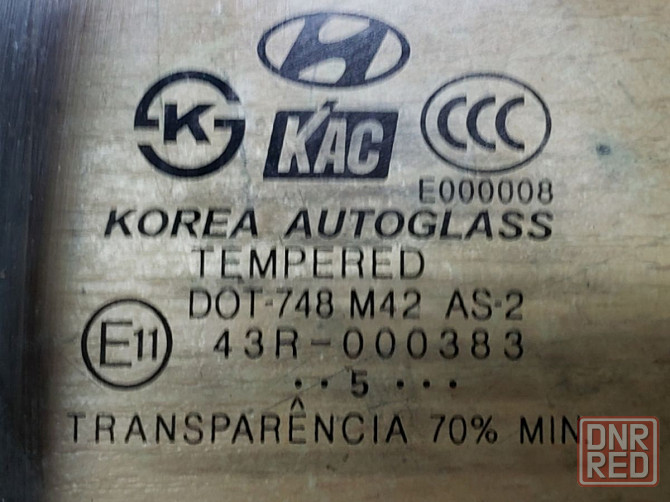 K
KAC
CCC
E000008
KOREA AUTOGLASS
TEMPERED
DOT-748 M42 AS-2
E11
43R-000383
··5···
TRANSPARÊNCIA 70% MIN.
DNR
RED